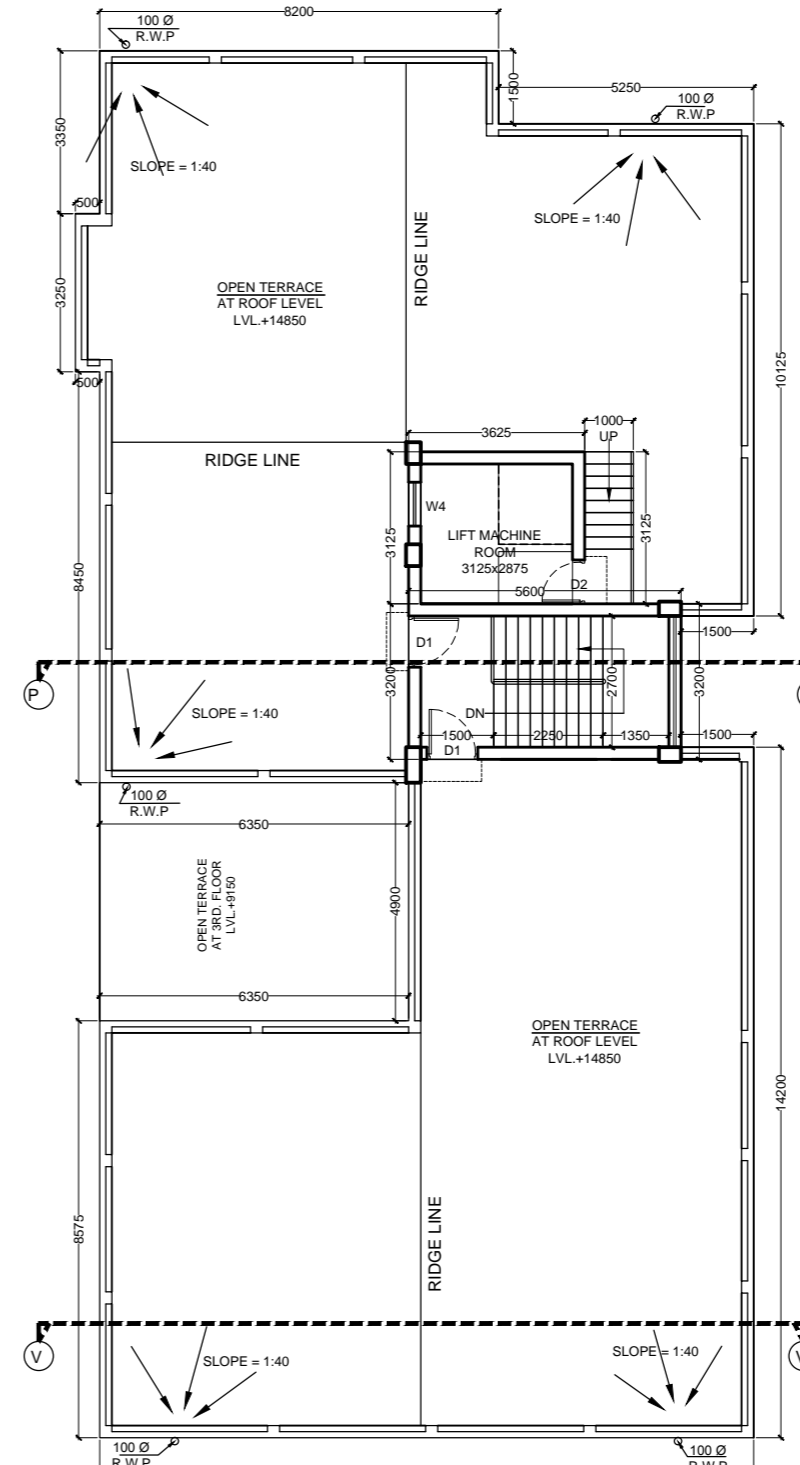 8200
100 Ø
R.W.P
1500
5250
100 Ø
R.W.P
3350
SLOPE = 1:40
500
SLOPE = 1:40
RIDGE LINE
3250
OPEN TERRACE
AT ROOF LEVEL
LVL.+14850
10125
500
3625
1000
UP
RIDGE LINE
W4
3125
LIFT MACHINE
ROOM
3125x2875
3125
8450
D2
5600
1500
D1
P
3200
2700
3200
SLOPE = 1:40
DN
1500
2250
1350
1500
D1
100 Ø
R.W.P
6350
OPEN TERRACE
AT 3RD. FLOOR
LVL.+9150
4900
6350
OPEN TERRACE
AT ROOF LEVEL
LVL.+14850
14200
8575
RIDGE LINE
V
SLOPE = 1:40
SLOPE = 1:40
100 Ø
R.W.P
100 Ø
R.W.P